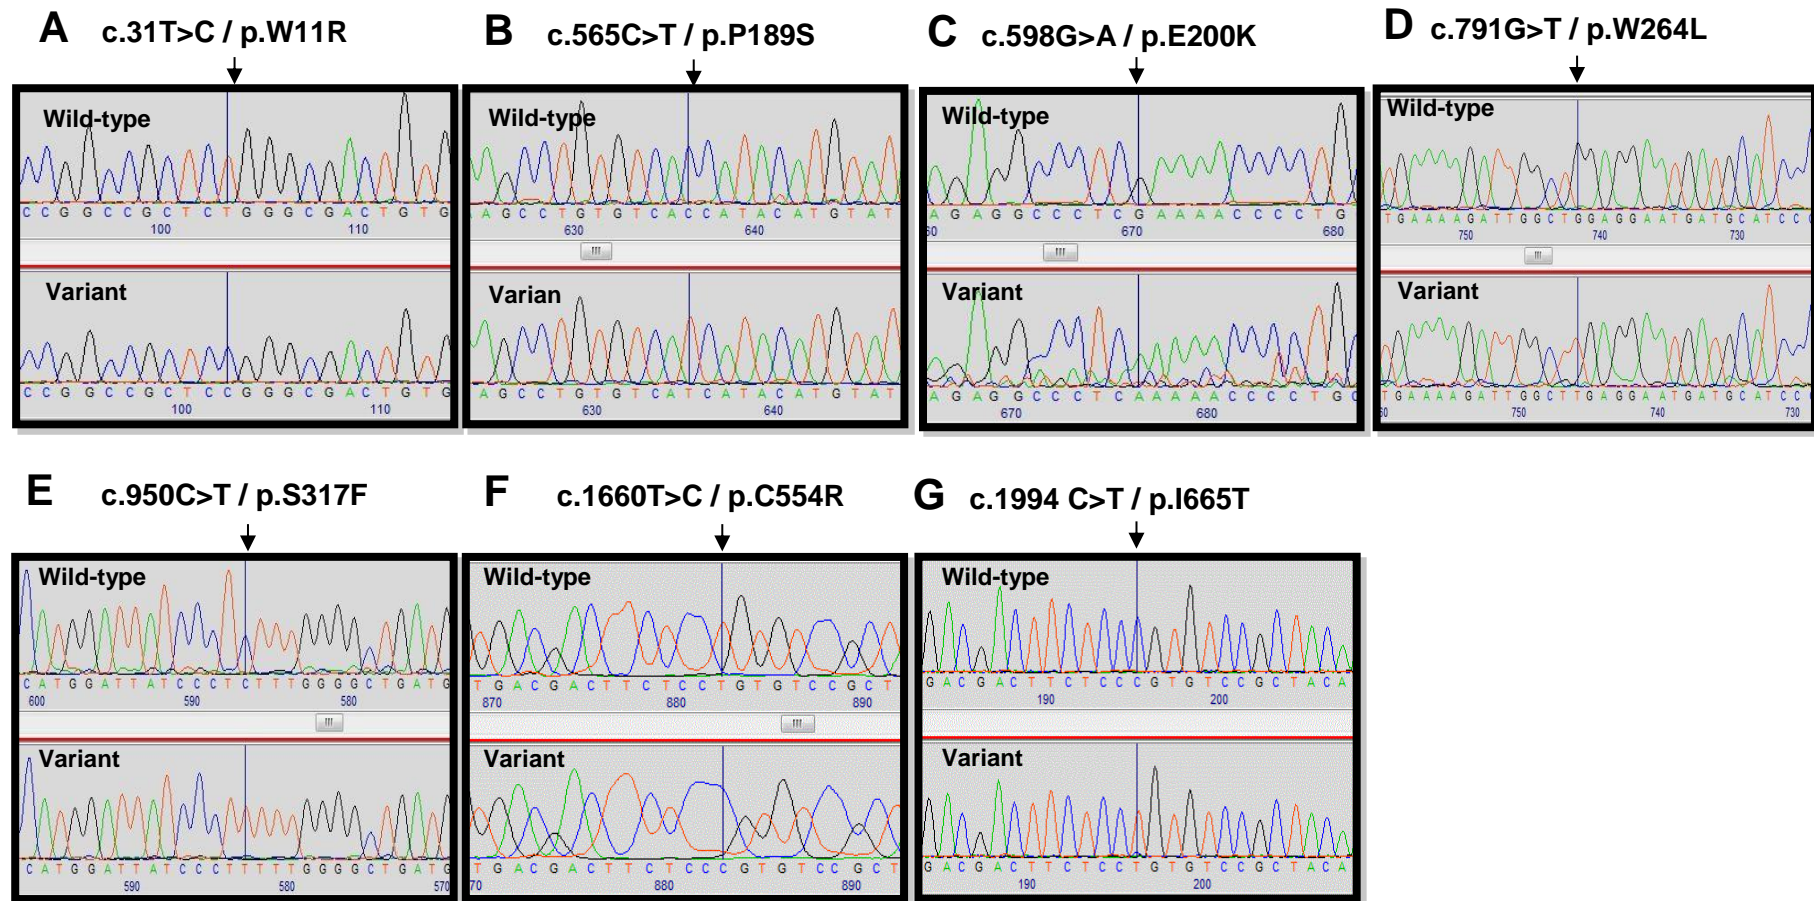 A c.31T>C / p.W11R
B c.565C>T / p.P189S
C c.598G>A / p.E200K
D c.791G>T / p.W264L
Wild-type
C C G G C C G C T C T G G G C G A C T G T G
100 110
Variant
C C G G C C G C T C C G G G C G A C T G T G
100 110
Wild-type
A G C C T G T G T C A C C A T A C A T G T A T
630 640
Varian
A G C C T G T G T C A T C A T A C A T G T A T
630 640
Wild-type
A G A G G C C C T C G A A A A C C C C T G
60 670 680
Variant
A G A G G C C C T C A A A A A C C C C T G C
670 680
Wild-type
T G A A A A G A T T G G C T G G A G G A A T G A T G C A T C C C
750 740 730
Variant
T G A A A A G A T T G G C T T G A G G A A T G A T G C A T C C C
60 750 740 730
E c.950C>T / p.S317F
F c.1660T>C / p.C554R
G c.1994 C>T / p.I665T
Wild-type
C A T G G A T T A T C C C T C T T T G G G G C T G A T G
600 590 580
Variant
C A T G G A T T A T C C C T T T T T G G G G C T G A T G
590 580 570
Wild-type
T G A C G A C T T C T C C T G T G T C C G C T
870 880 890
Variant
T G A C G A C T T C T C C C G T G T C C G C T
70 880 890
Wild-type
G A C G A C T T C T C C C G T G T C C G C T A C A
190 200
Variant
G A C G A C T T C T C C T G T G T C C G C T A C A
190 200